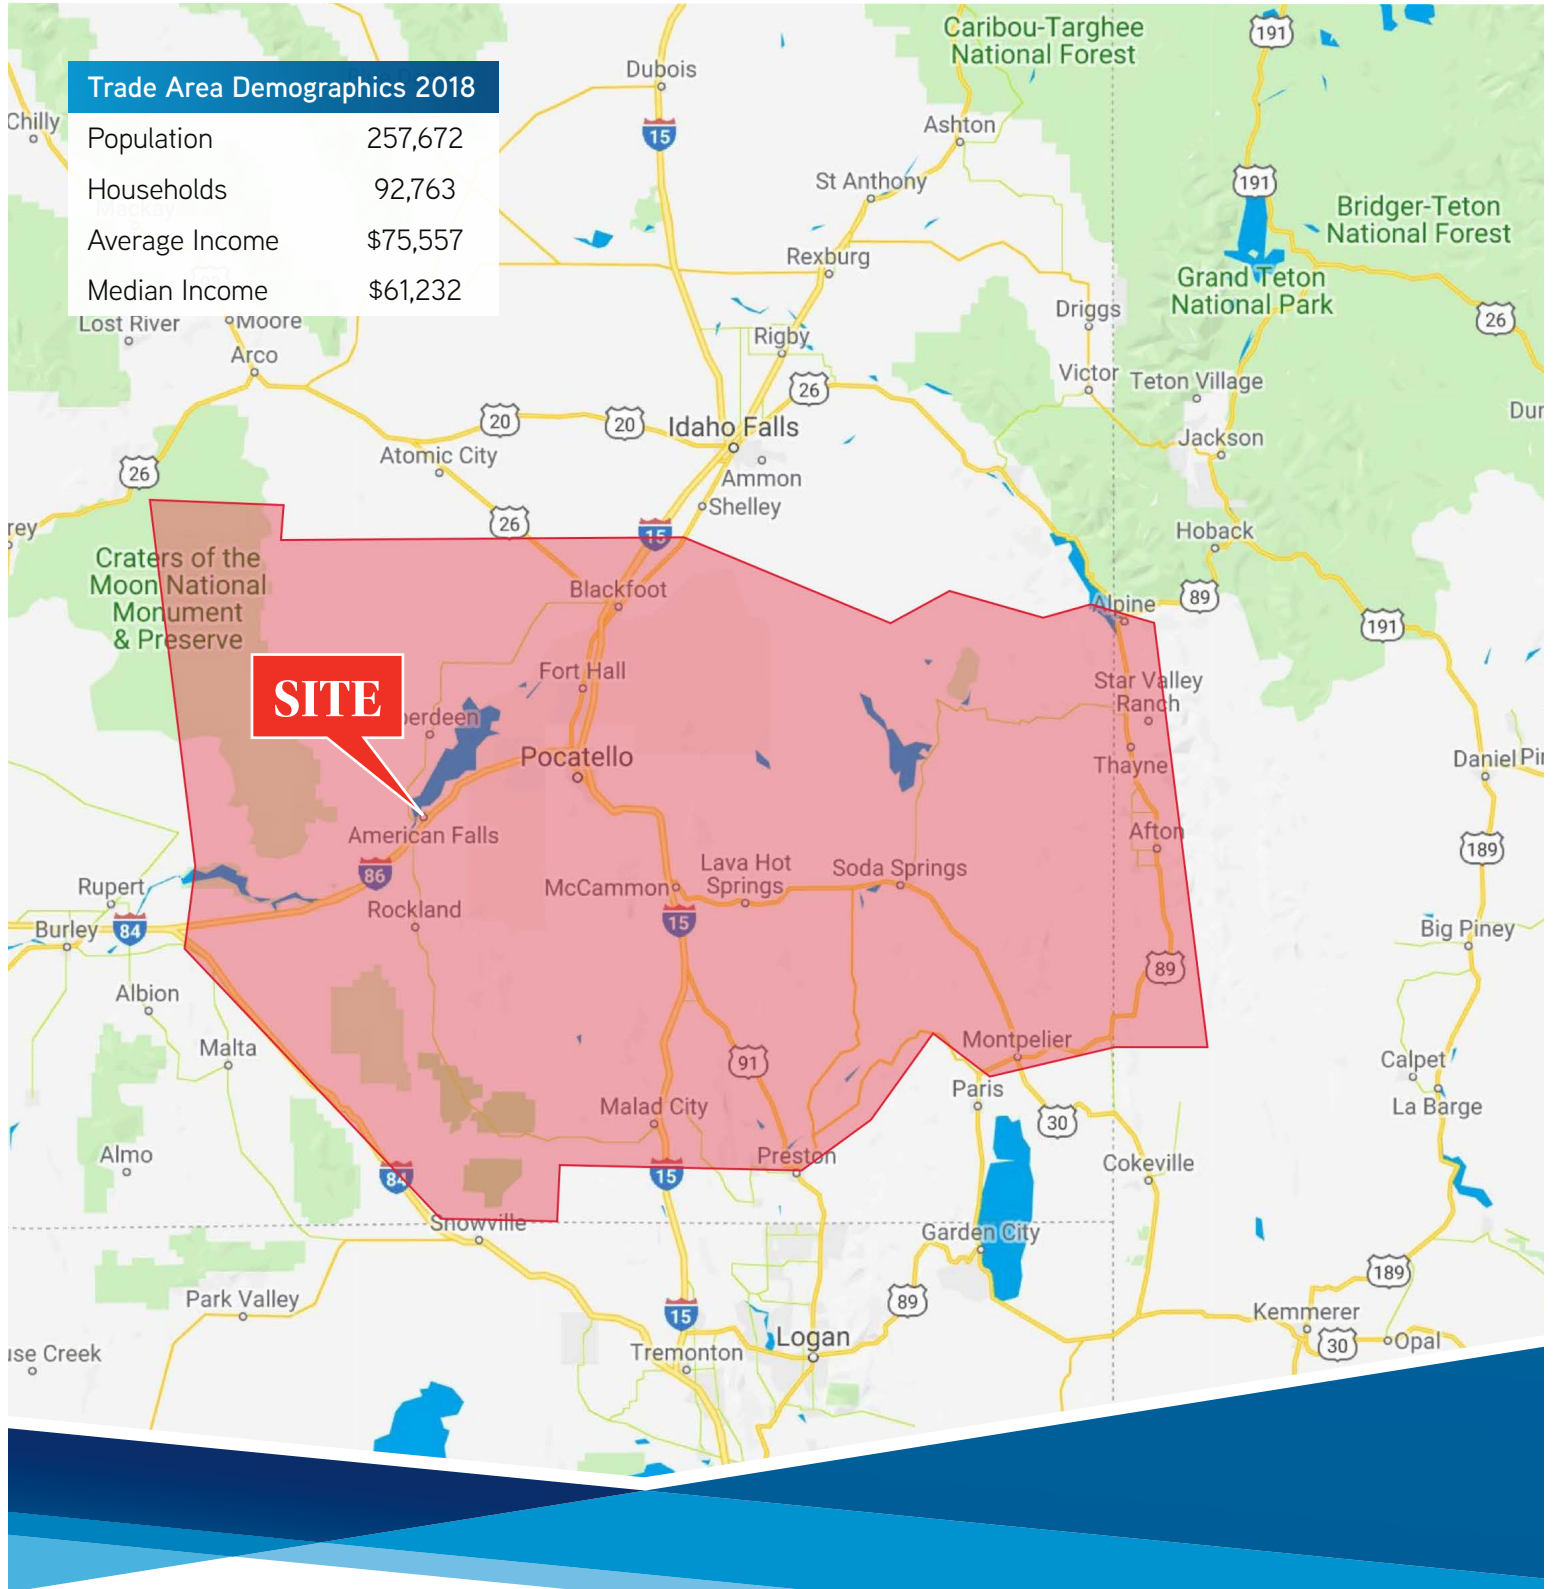 Caribou-Targhee
National Forest
191
Trade Area Demographics 2018
Population 257,672
Households 92,763
Average Income $75,557
Median Income $61,232
Dubois
15
Chilly
Ashton
St Anthony
191
Bridger-Teton
National Forest
Rexburg
Grand Teton
National Park
Lost River
Moore
Driggs
26
Rigby
Arco
Victor
Teton Village
26
20
20
Idaho Falls
Dur
Jackson
Atomic City
26
Ammon
Shelley
rey
26
15
Hoback
Craters of the
Moon National
Monument
& Preserve
Blackfoot
Alpine
89
191
Fort Hall
SITE
Star Valley
Ranch
berdeen
Pocatello
Thayne
Daniel
Pin
American Falls
Afton
189
86
Lava Hot
Springs
Soda Springs
McCammon
Rupert
Rockland
15
Burley
84
Big Piney
89
Albion
Malta
91
Montpelier
Calpet
Paris
La Barge
Malad City
30
Almo
Preston
Cokeville
84
15
Snowville
Garden City
189
Park Valley
89
15
Kemmerer
Logan
30
Opal
use Creek
Tremonton